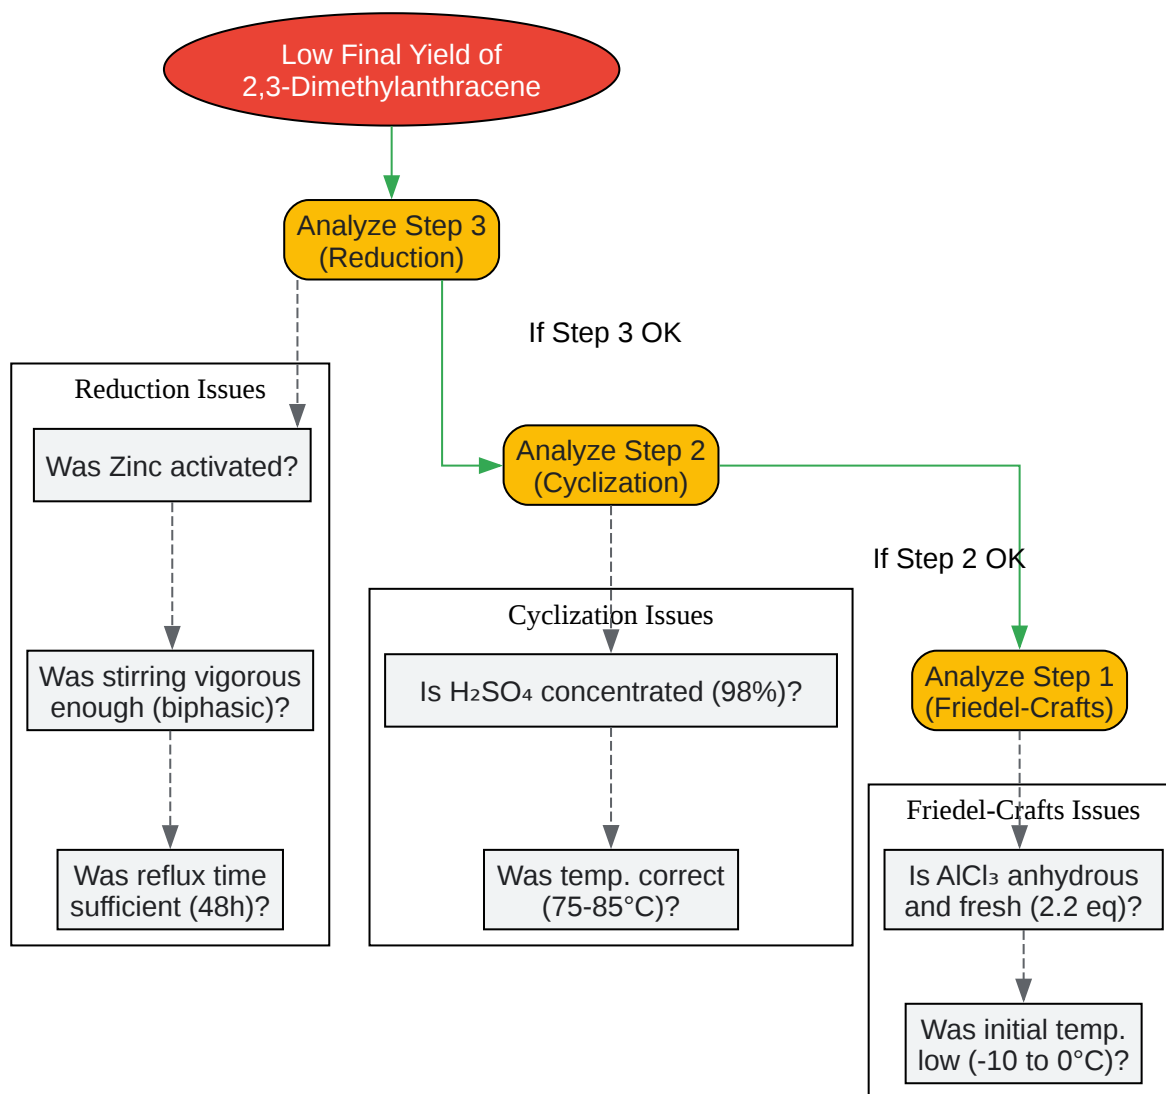 Low Final Yield of
2,3-Dimethylanthracene
Analyze Step 3
(Reduction)
If Step 3 OK
Reduction Issues
Was Zinc activated?
Was stirring vigorous
enough (biphasic)?
Was reflux time
sufficient (48h)?
Analyze Step 2
(Cyclization)
If Step 2 OK
Cyclization Issues
Is H₂SO₄ concentrated (98%)?
Was temp. correct
(75-85°C)?
Analyze Step 1
(Friedel-Crafts)
Friedel-Crafts Issues
Is AlCl₃ anhydrous
and fresh (2.2 eq)?
Was initial temp.
low (-10 to 0°C)?